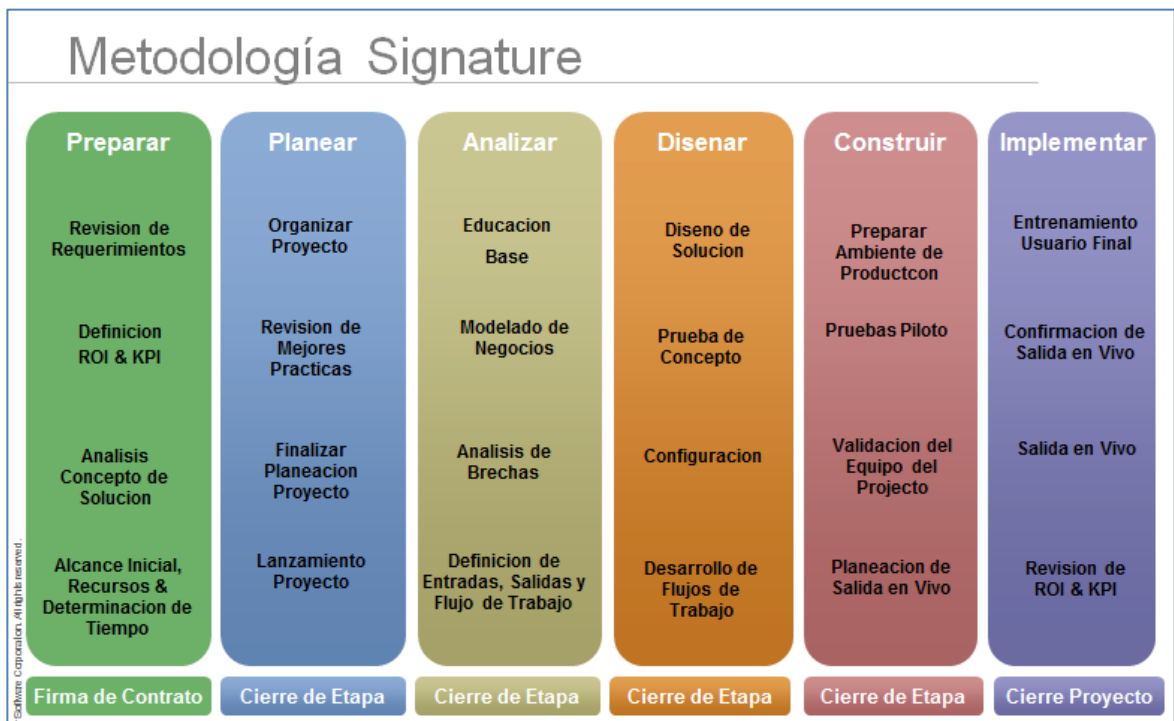 Metodología Signature
Preparar
Revision de
Requerimientos
Definicion
ROI & KPI
Analisis
Concepto de
Solucion
Alcance Inicial,
Recursos &
Determinacion de
Tiempo
Firma de Contrato
Planear
Organizar
Proyecto
Revision de
Mejores
Practicas
Finalizar
Planeacion
Proyecto
Lanzamiento
Proyecto
Cierre de Etapa
Analizar
Educacion
Base
Modelado de
Negocios
Analisis de
Brechas
Definicion de
Entradas, Salidas y
Flujo de Trabajo
Cierre de Etapa
Disenar
Diseno de
Solucion
Prueba de
Concepto
Configuracion
Desarrollo de
Flujos de
Trabajo
Cierre de Etapa
Construir
Preparar
Ambiente de
Productcon
Pruebas Piloto
Validacion del
Equipo del
Projecto
Planeacion de
Salida en Vivo
Cierre de Etapa
Implementar
Entrenamiento
Usuario Final
Confirmacion de
Salida en Vivo
Salida en Vivo
Revision de
ROI & KPI
Cierre Proyecto
Software Corporation. All rights reserved.